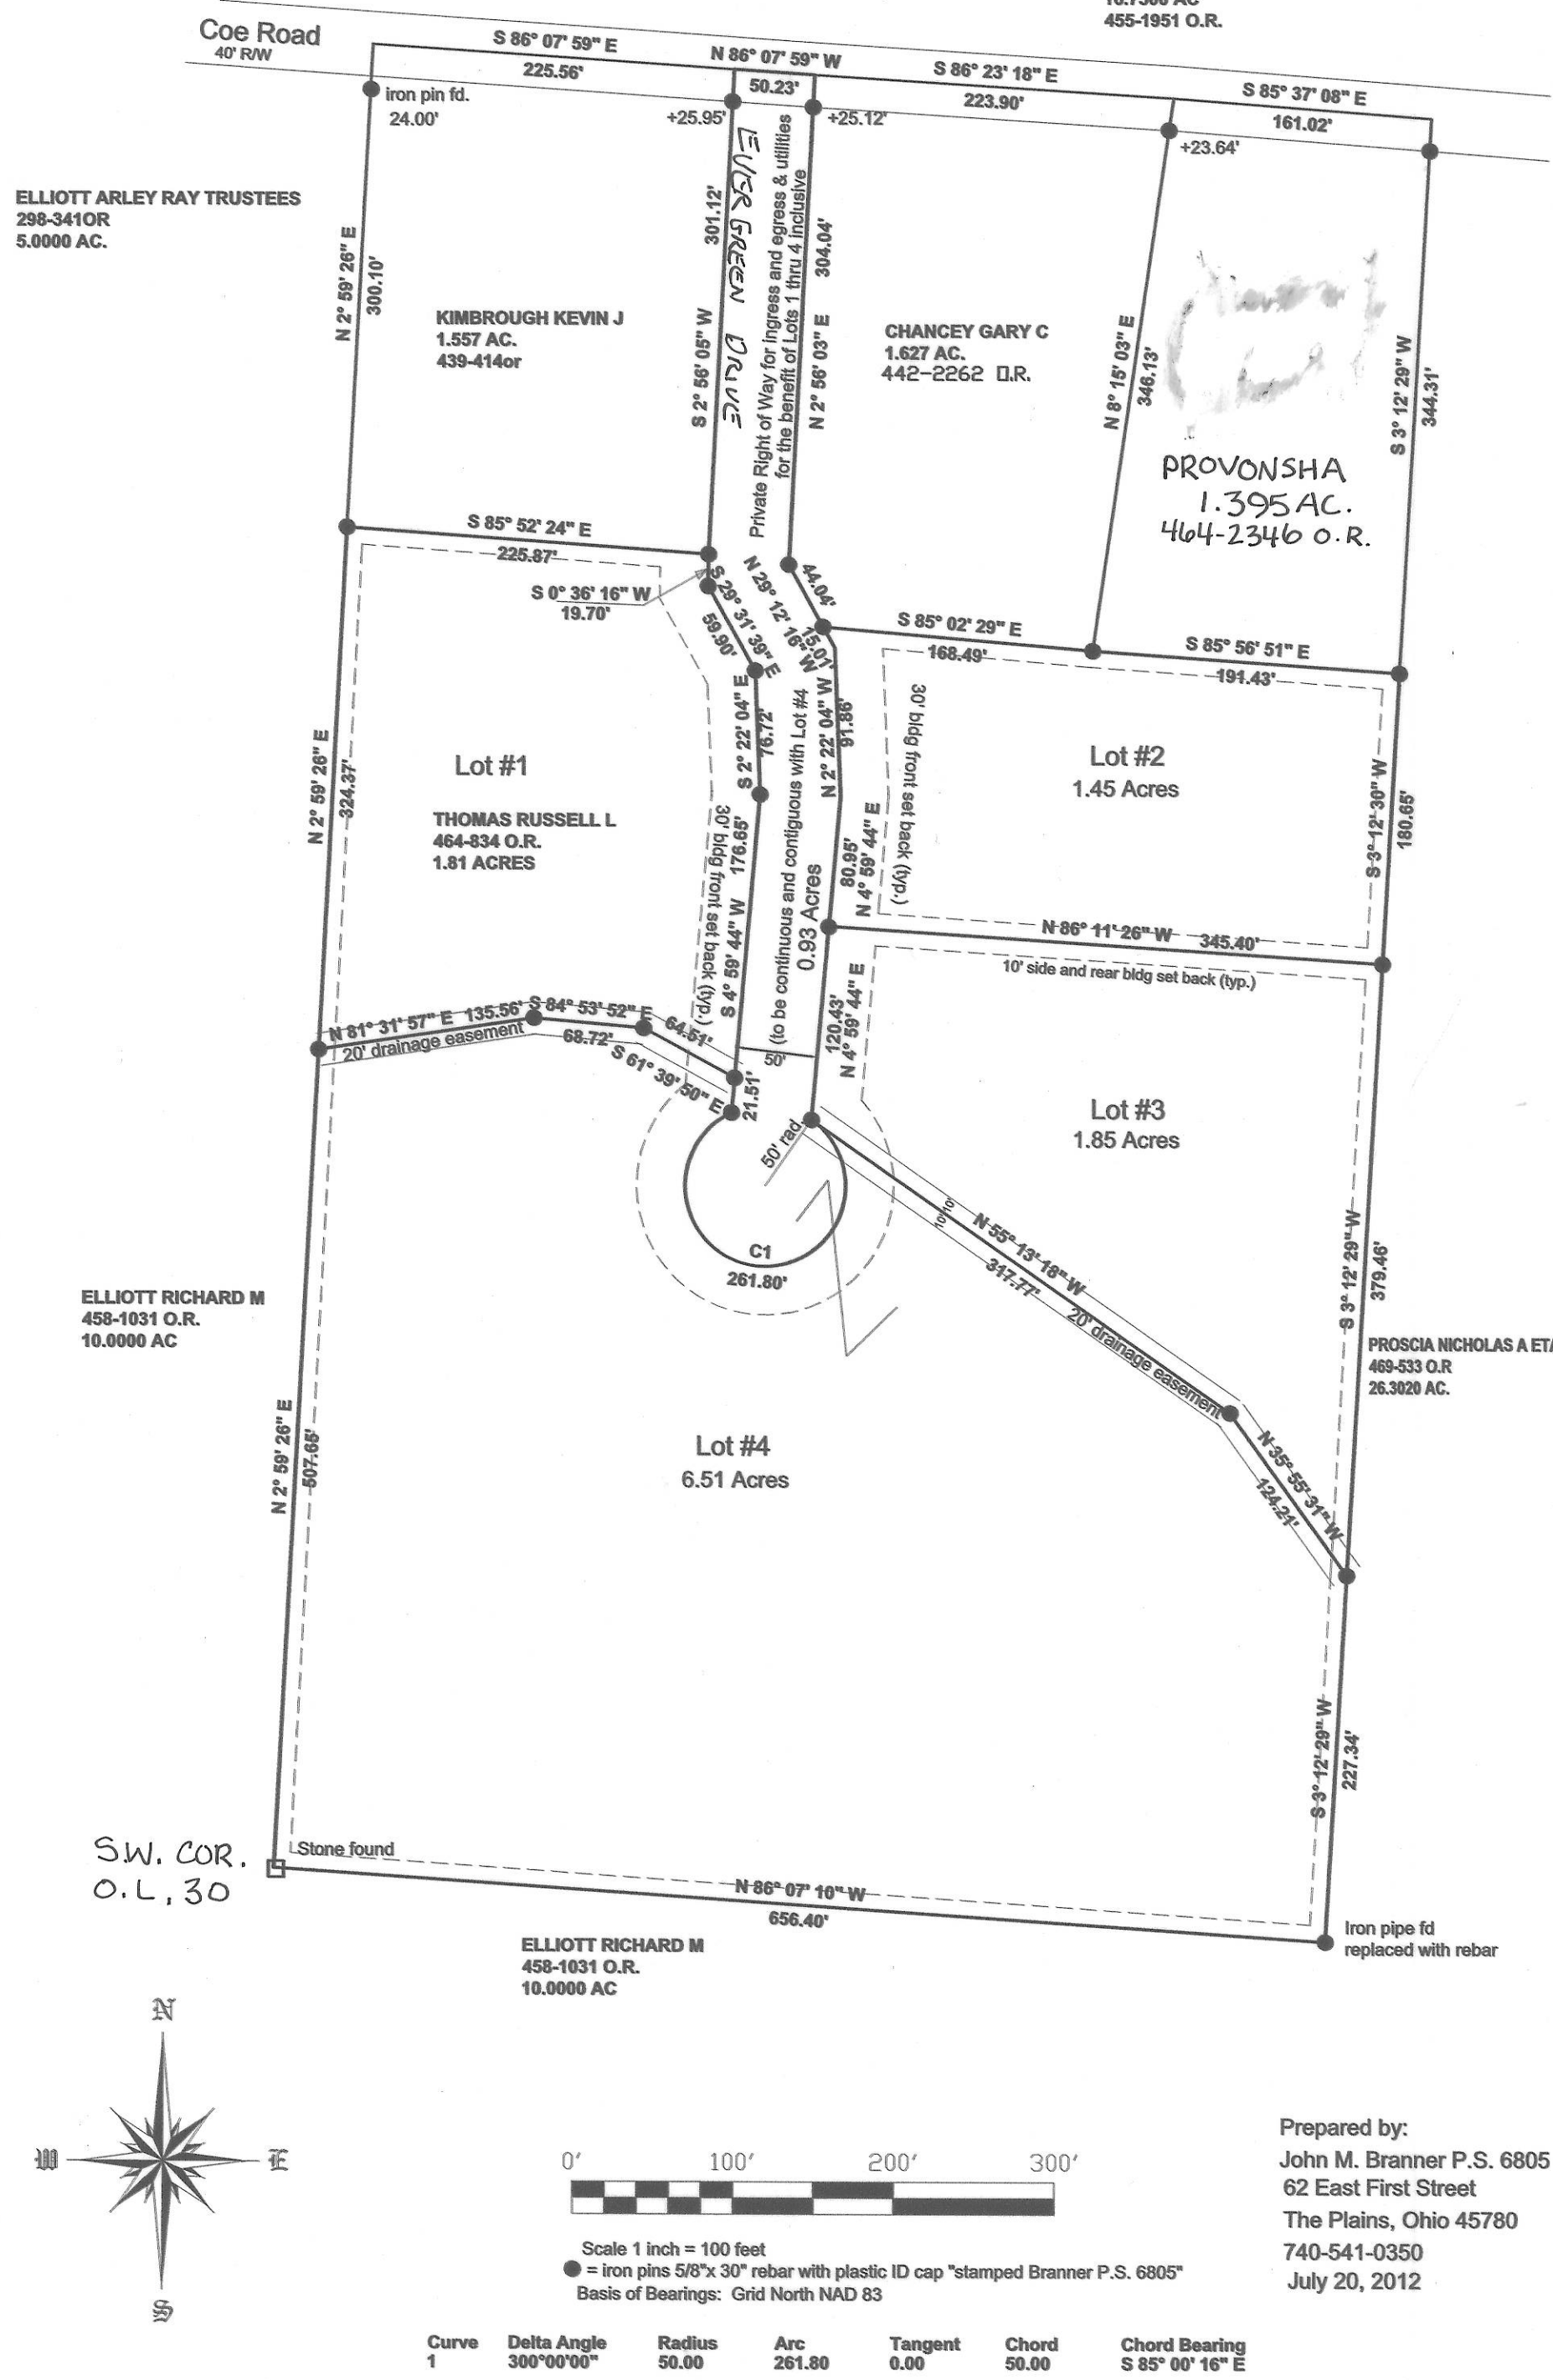 455-1951 O.R.
Coe Road
40' R/W
S 86° 07' 59" E
225.56'
N 86° 07' 59" W
50.23'
S 86° 23' 18" E
223.90'
S 85° 37' 08" E
161.02'
iron pin fd.
24.00'
+25.95'
+25.12'
+23.64'
ELLIOTT ARLEY RAY TRUSTEES
298-341OR
5.0000 AC.
N 2° 59' 26" E
300.10'
KIMBROUGH KEVIN J
1.557 AC.
439-414or
S 2° 56' 05" W
301.12'
EVERGREEN DRIVE
Private Right of Way for ingress and egress & utilities
for the benefit of Lots 1 thru 4 inclusive
N 2° 56' 03" E
304.04'
CHANCEY GARY C
1.627 AC.
442-2262 O.R.
N 8° 15' 03" E
346.13'
S 3° 12' 29" W
344.31'
PROVONSHA
1.395 AC.
464-2346 O.R.
S 85° 52' 24" E
225.87'
S 0° 36' 16" W
19.70'
S 29° 31' 39" E
59.90'
N 29° 12' 16" W
44.04'
15.01'
S 85° 02' 29" E
168.49'
S 85° 56' 51" E
191.43'
N 2° 59' 26" E
324.37'
Lot #1
THOMAS RUSSELL L
464-834 O.R.
1.81 ACRES
30' bldg front set back (typ.)
S 2° 22' 04" E
76.72'
S 4° 59' 44" W 176.65'
(to be continuous and contiguous with Lot #4
0.93 Acres
N 2° 22' 04" W
91.86'
80.95'
N 4° 59' 44" E
30' bldg front set back (typ.)
Lot #2
1.45 Acres
S 3° 12' 30" W
180.65'
N 86° 11' 26" W 345.40'
10' side and rear bldg set back (typ.)
N 81° 31' 57" E 135.56'
20' drainage easement
S 84° 53' 52" E
68.72'
64.51'
S 61° 39' 50" E
21.51'
50'
120.43'
N 4° 59' 44" E
50' rad.
C1
261.80'
Lot #3
1.85 Acres
10'
10'
N 55° 13' 18" W
317.77'
20' drainage easement
S 3° 12' 29" W
379.46'
N 35° 55' 31" W
124.21'
ELLIOTT RICHARD M
458-1031 O.R.
10.0000 AC
PROSCIA NICHOLAS A
469-533 O.R
26.3020 AC.
N 2° 59' 26" E
507.65'
Lot #4
6.51 Acres
S 3° 12' 29" W
227.34'
S.W. COR.
O.L. 30
Stone found
N 86° 07' 10" W
656.40'
Iron pipe fd
replaced with rebar
ELLIOTT RICHARD M
458-1031 O.R.
10.0000 AC
N
W
E
S
0' 100' 200' 300'
Scale 1 inch = 100 feet
= iron pins 5/8"x 30" rebar with plastic ID cap "stamped Branner P.S. 6805"
Basis of Bearings: Grid North NAD 83
Prepared by:
John M. Branner P.S. 6805
62 East First Street
The Plains, Ohio 45780
740-541-0350
July 20, 2012
Curve Delta Angle Radius Arc Tangent Chord Chord Bearing
1 300°00'00" 50.00 261.80 0.00 50.00 S 85° 00' 16" E